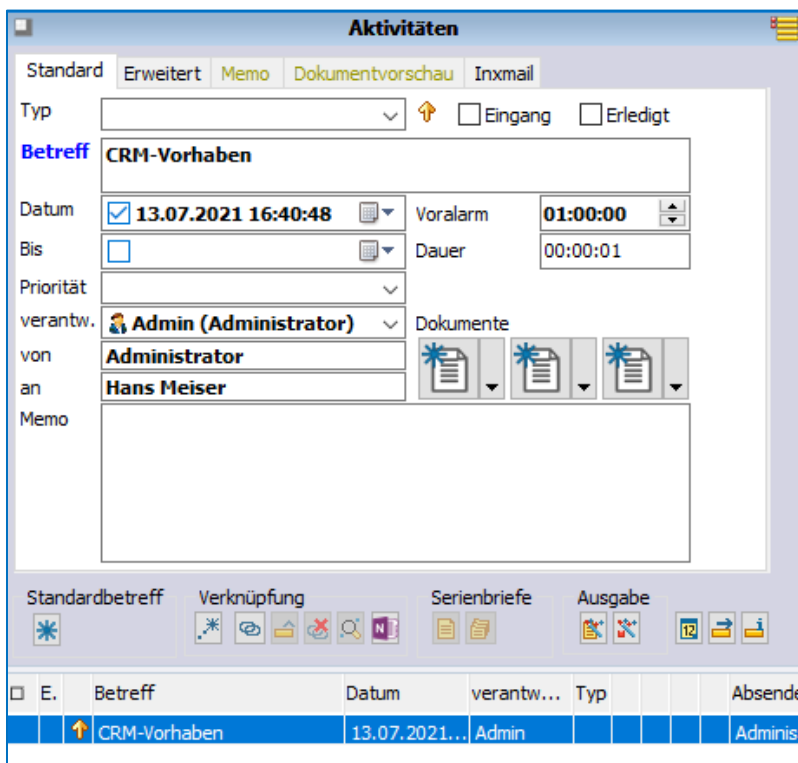 Aktivitäten
Standard Erweitert Memo Dokumentvorschau Inxmail
Typ Eingang Erledigt
Betreff CRM-Vorhaben
Datum 13.07.2021 16:40:48 Voralarm 01:00:00
Bis Dauer 00:00:01
Priorität
verantw. Admin (Administrator) Dokumente
von Administrator
an Hans Meiser
Memo
Standardbetreff Verknüpfung Serienbriefe Ausgabe
N 12
E. Betreff Datum verantw... Typ Absende
CRM-Vorhaben 13.07.2021... Admin Adminis